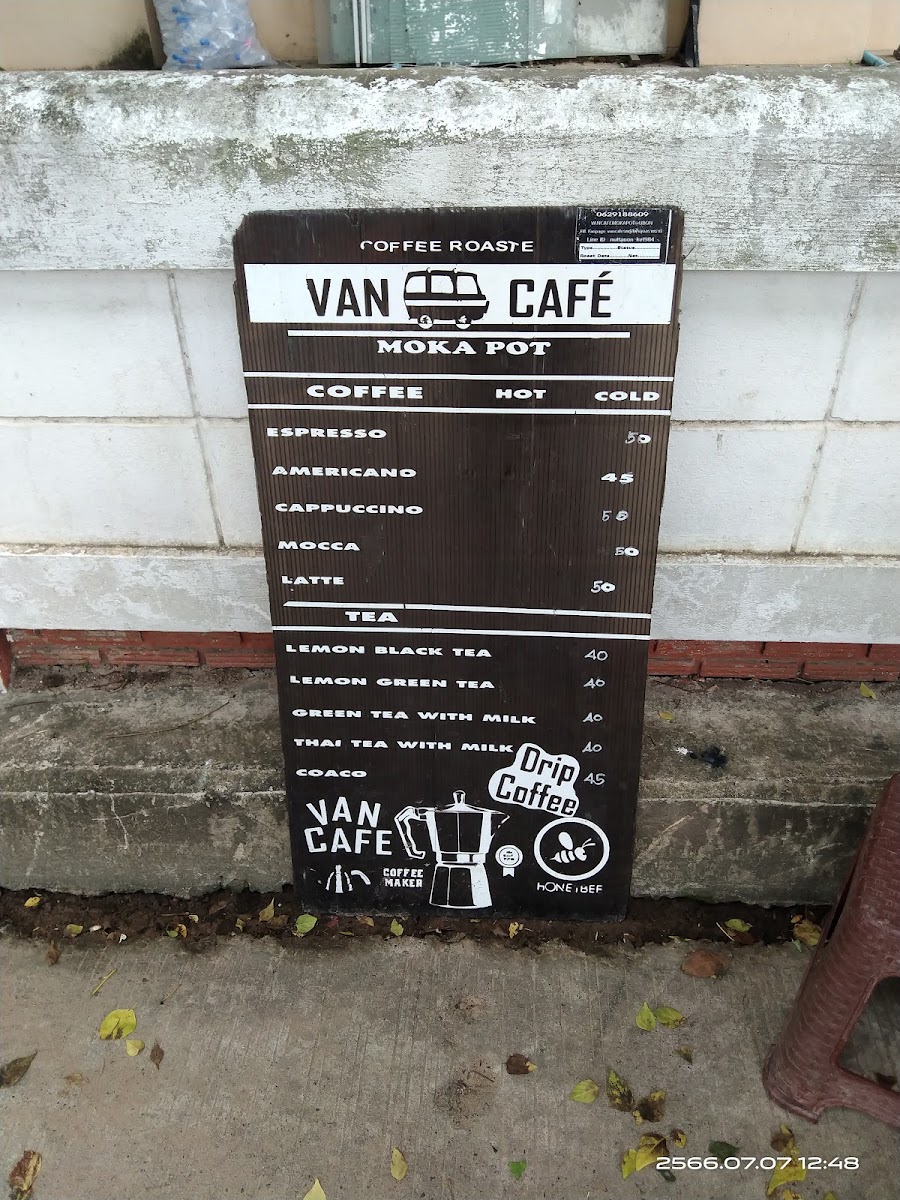 0629188609
VANCAFEMOKAPOT@UBON
COFFEE ROASTE
VAN CAFÉ
MOKA POT
COFFEE HOT COLD
ESPRESSO 50
AMERICANO 45
CAPPUCCINO 50
MOCCA 50
LATTE 50
TEA
LEMON BLACK TEA 40
LEMON GREEN TEA 40
GREEN TEA WITH MILK 40
THAI TEA WITH MILK 40
COACO 45
Drip
Coffee
VAN
CAFE
COFFEE
MAKER
HONEYBEE
2566.07.07 12:48